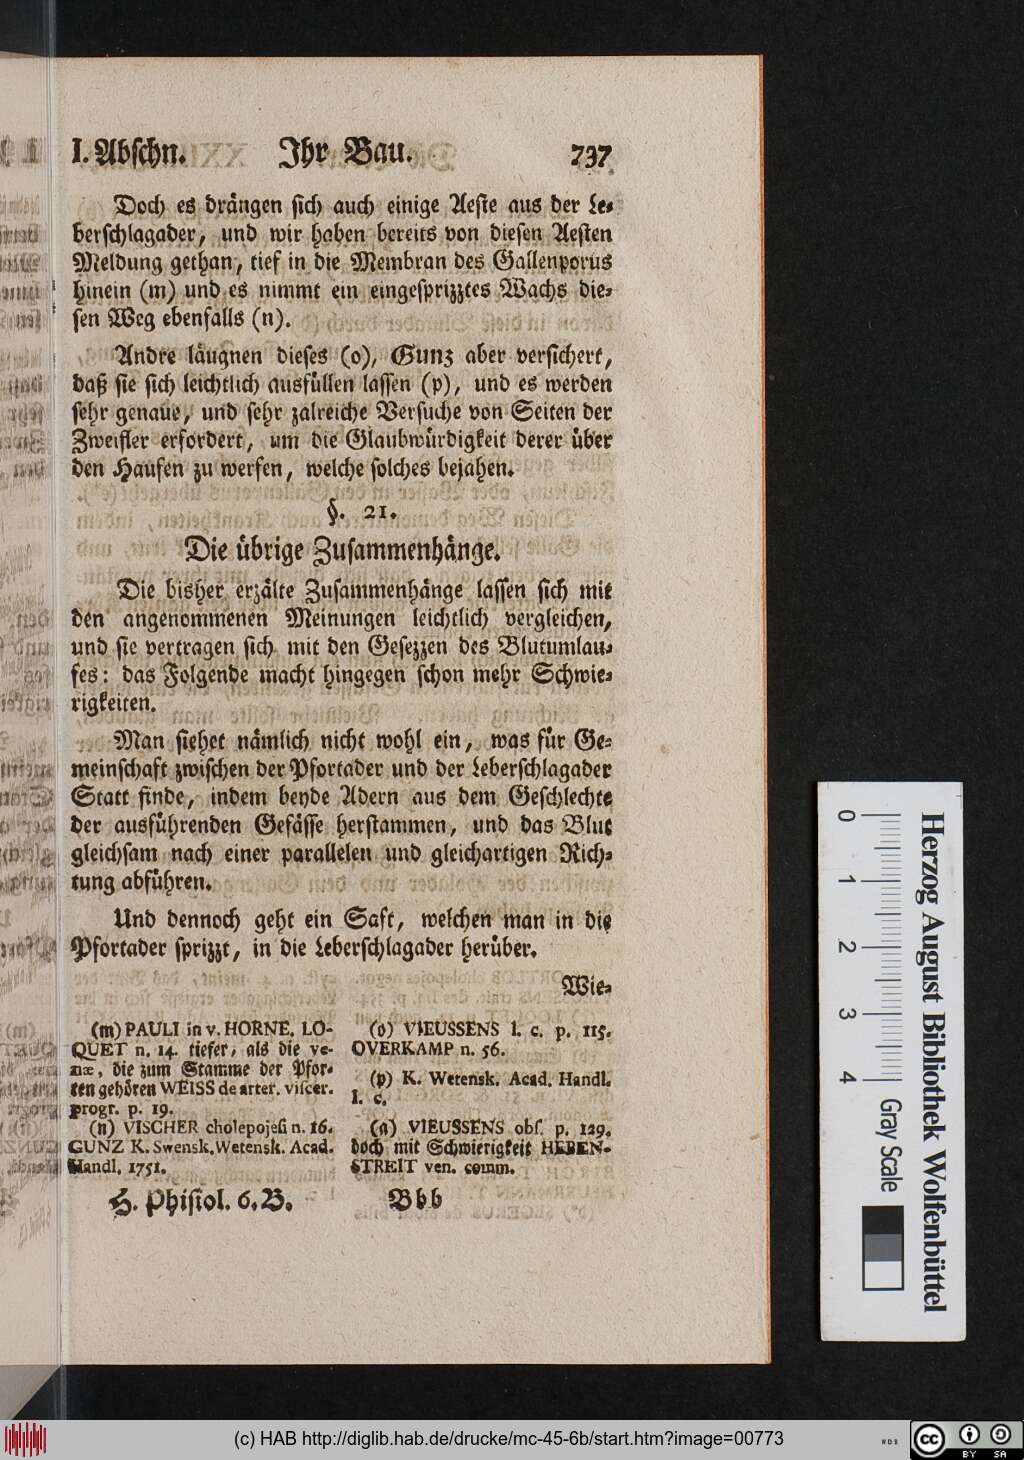 I. Abschn. Ihr Bau. 737
Doch es drängen sich auch einige Aeste aus der Le-
berschlagader, und wir haben bereits von diesen Aesten
Meldung gethan, tief in die Membran des Gallenporus
hinein (m) und es nimmt ein eingesprizztes Wachs die-
sen Weg ebenfalls (n).
Andre läugnen dieses (o), Gunz aber versichert,
daß sie sich leichtlich ausfüllen lassen (p), und es werden
sehr genaue, und sehr zalreiche Versuche von Seiten der
Zweifler erfordert, um die Glaubwürdigkeit derer über
den Haufen zu werfen, welche solches bejahen.
§. 21.
Die übrige Zusammenhänge.
Die bisher erzälte Zusammenhänge lassen sich mit
den angenommenen Meinungen leichtlich vergleichen,
und sie vertragen sich mit den Gesezzen des Blutumlau-
fes: das Folgende macht hingegen schon mehr Schwie-
rigkeiten.
Man siehet nämlich nicht wohl ein, was für Ge-
meinschaft zwischen der Pfortader und der Leberschlagader
Statt finde, indem beyde Adern aus dem Geschlechte
der ausführenden Gefässe herstammen, und das Blut
gleichsam nach einer parallelen und gleichartigen Rich-
tung abführen.
Und dennoch geht ein Saft, welchen man in die
Pfortader sprizzt, in die Leberschlagader herüber.
Wie-
(m) PAULI in v. HORNE. LO-
QUET n. 14. tiefer, als die ve-
næ, die zum Stamme der Pfor-
ten gehören WEISS de arter. viscer.
progr. p. 19.
(n) VISCHER cholepojesi n. 16.
GUNZ K. Swensk. Wetensk. Acad.
Handl. 1751.
(o) VIEUSSENS l. c. p. 115.
OVERKAMP n. 56.
(p) K. Wetensk. Acad. Handl.
l. c.
(a) VIEUSSENS obs. p. 129.
doch mit Schwierigkeit HEBEN-
STREIT ven. comm.
H. Phisiol. 6. B. Bbb
Herzog August Bibliothek Wolfenbüttel
0 1 2 3 4 Gray Scale
(c) HAB http://diglib.hab.de/drucke/mc-45-6b/start.htm?image=00773
cc BY SA